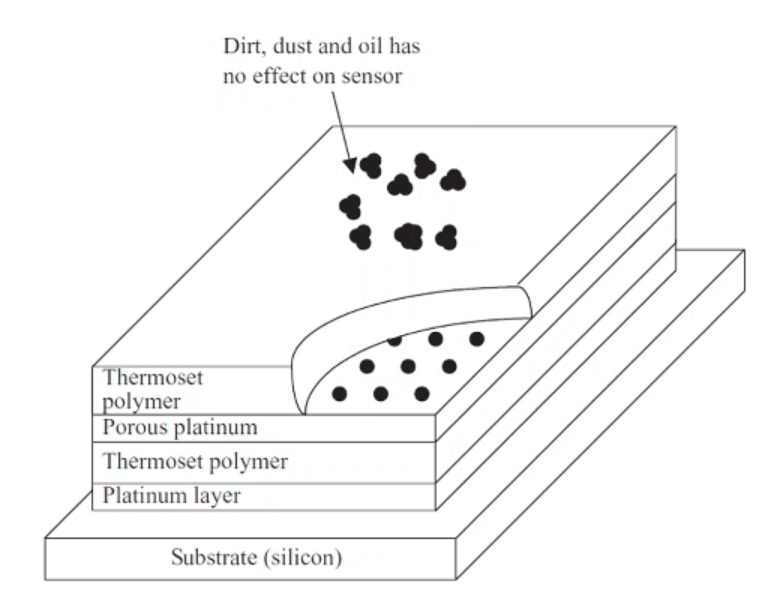 Dirt, dust and oil has
no effect on sensor
Thermoset
polymer
Porous platinum
Thermoset polymer
Platinum layer
Substrate (silicon)